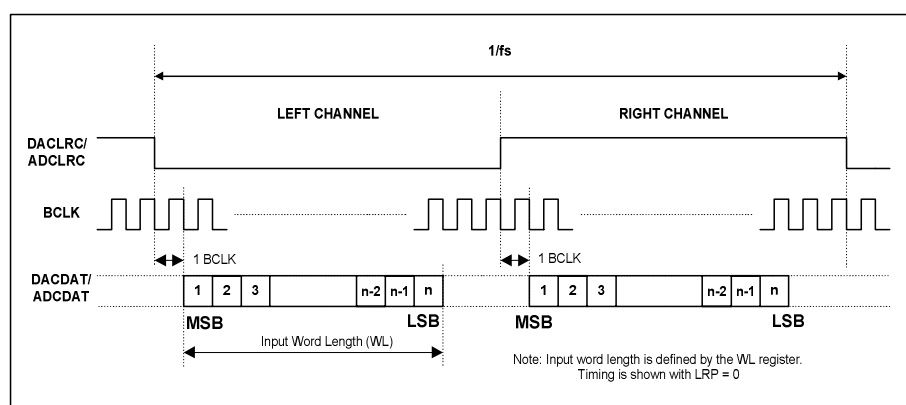 1/fs
LEFT CHANNEL
RIGHT CHANNEL
DACLRC/
ADCLRC
BCLK
1 BCLK
1 BCLK
DACDAT/
ADCDAT
1 2 3 n-2 n-1 n
1 2 3 n-2 n-1 n
MSB
LSB
MSB
LSB
Input Word Length (WL)
Note: Input word length is defined by the WL register.
Timing is shown with LRP = 0